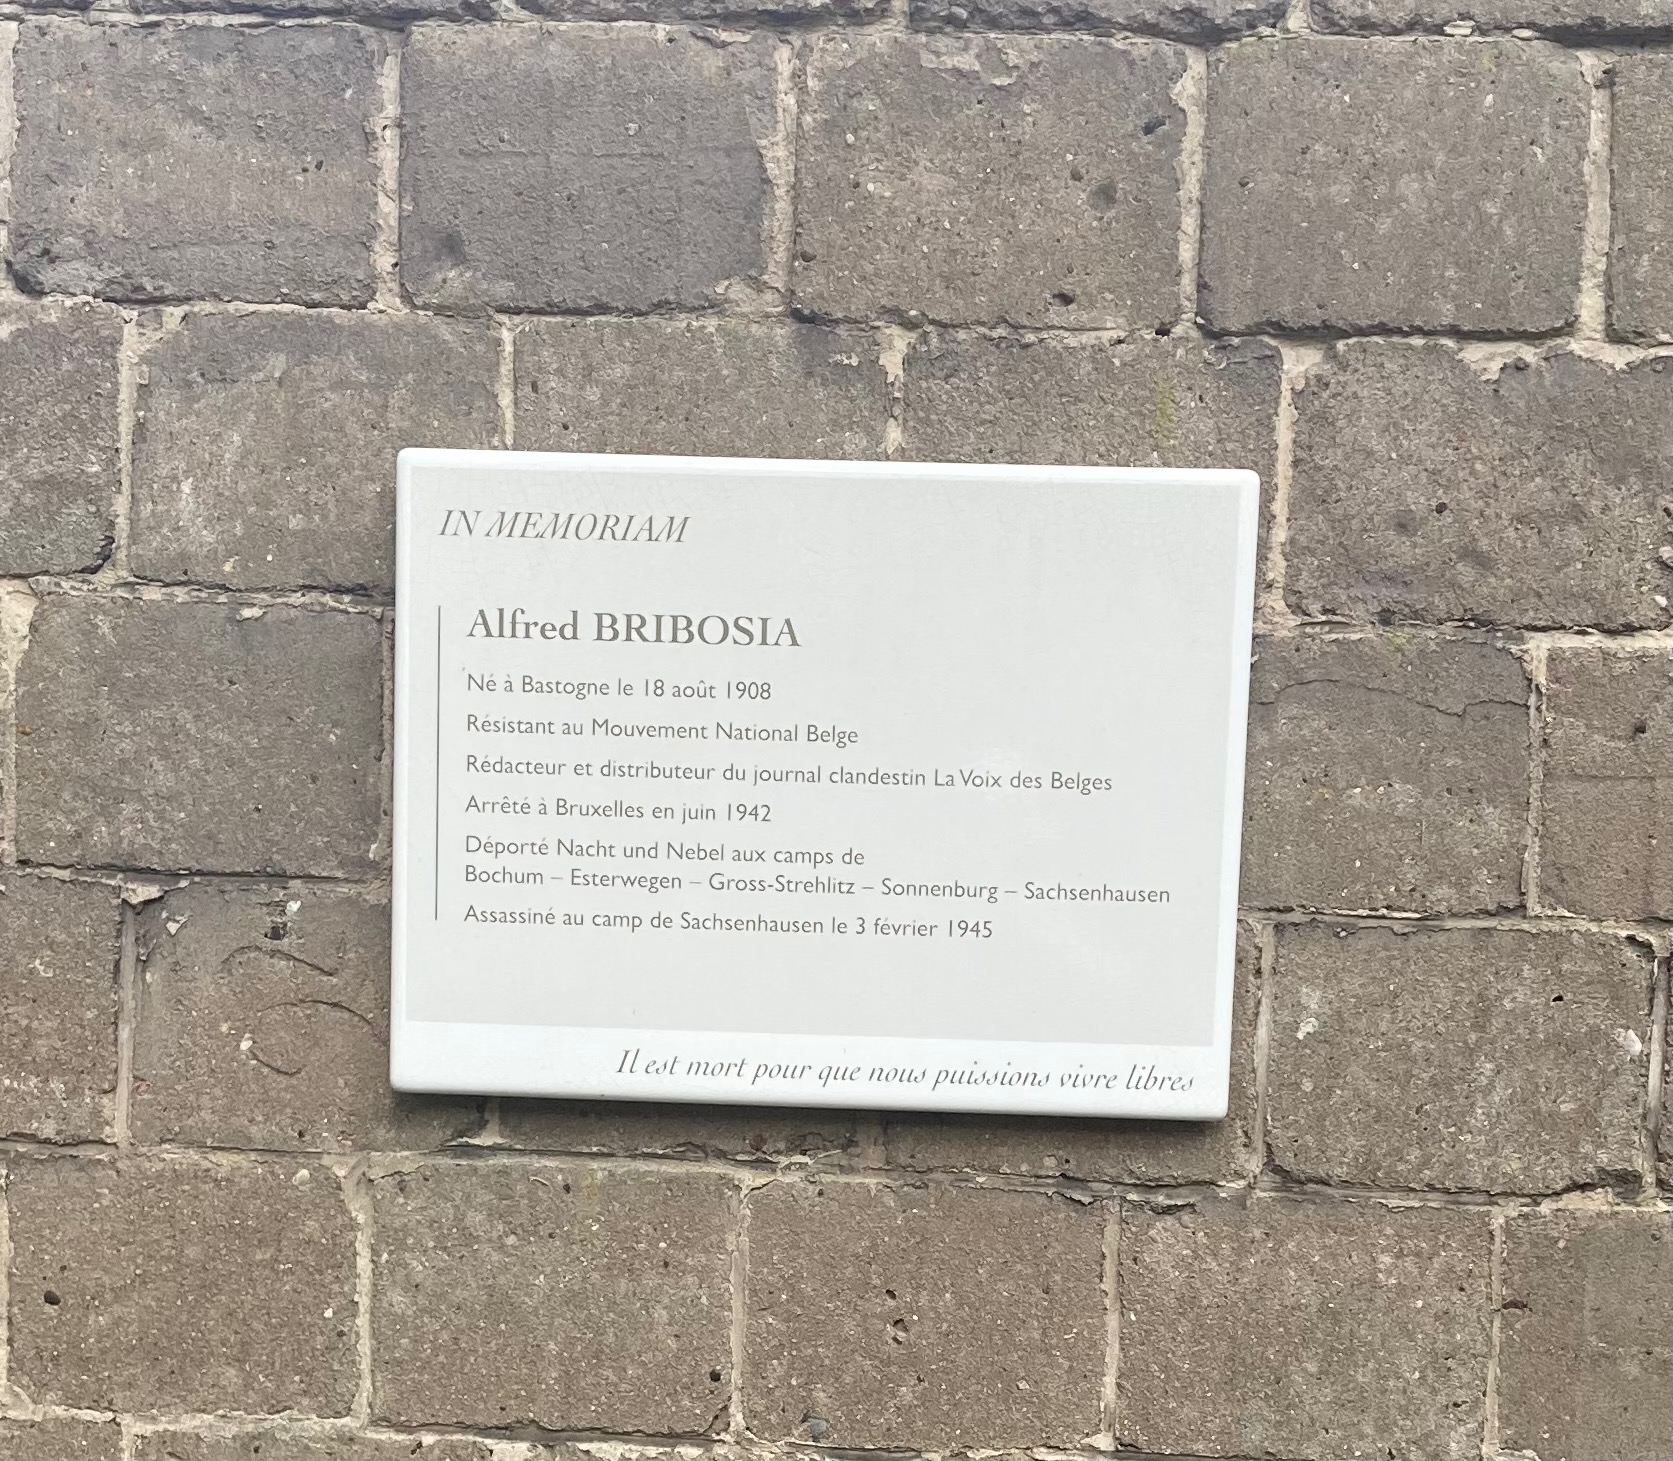 IN MEMORIAM
Alfred BRIBOSIA
Né à Bastogne le 18 août 1908
Résistant au Mouvement National Belge
Rédacteur et distributeur du journal clandestin La Voix des Belges
Arrêté à Bruxelles en juin 1942
Déporté Nacht und Nebel aux camps de
Bochum – Esterwegen – Gross-Strehlitz – Sonnenburg – Sachsenhausen
Assassiné au camp de Sachsenhausen le 3 février 1945
Il est mort pour que nous puissions vivre libres